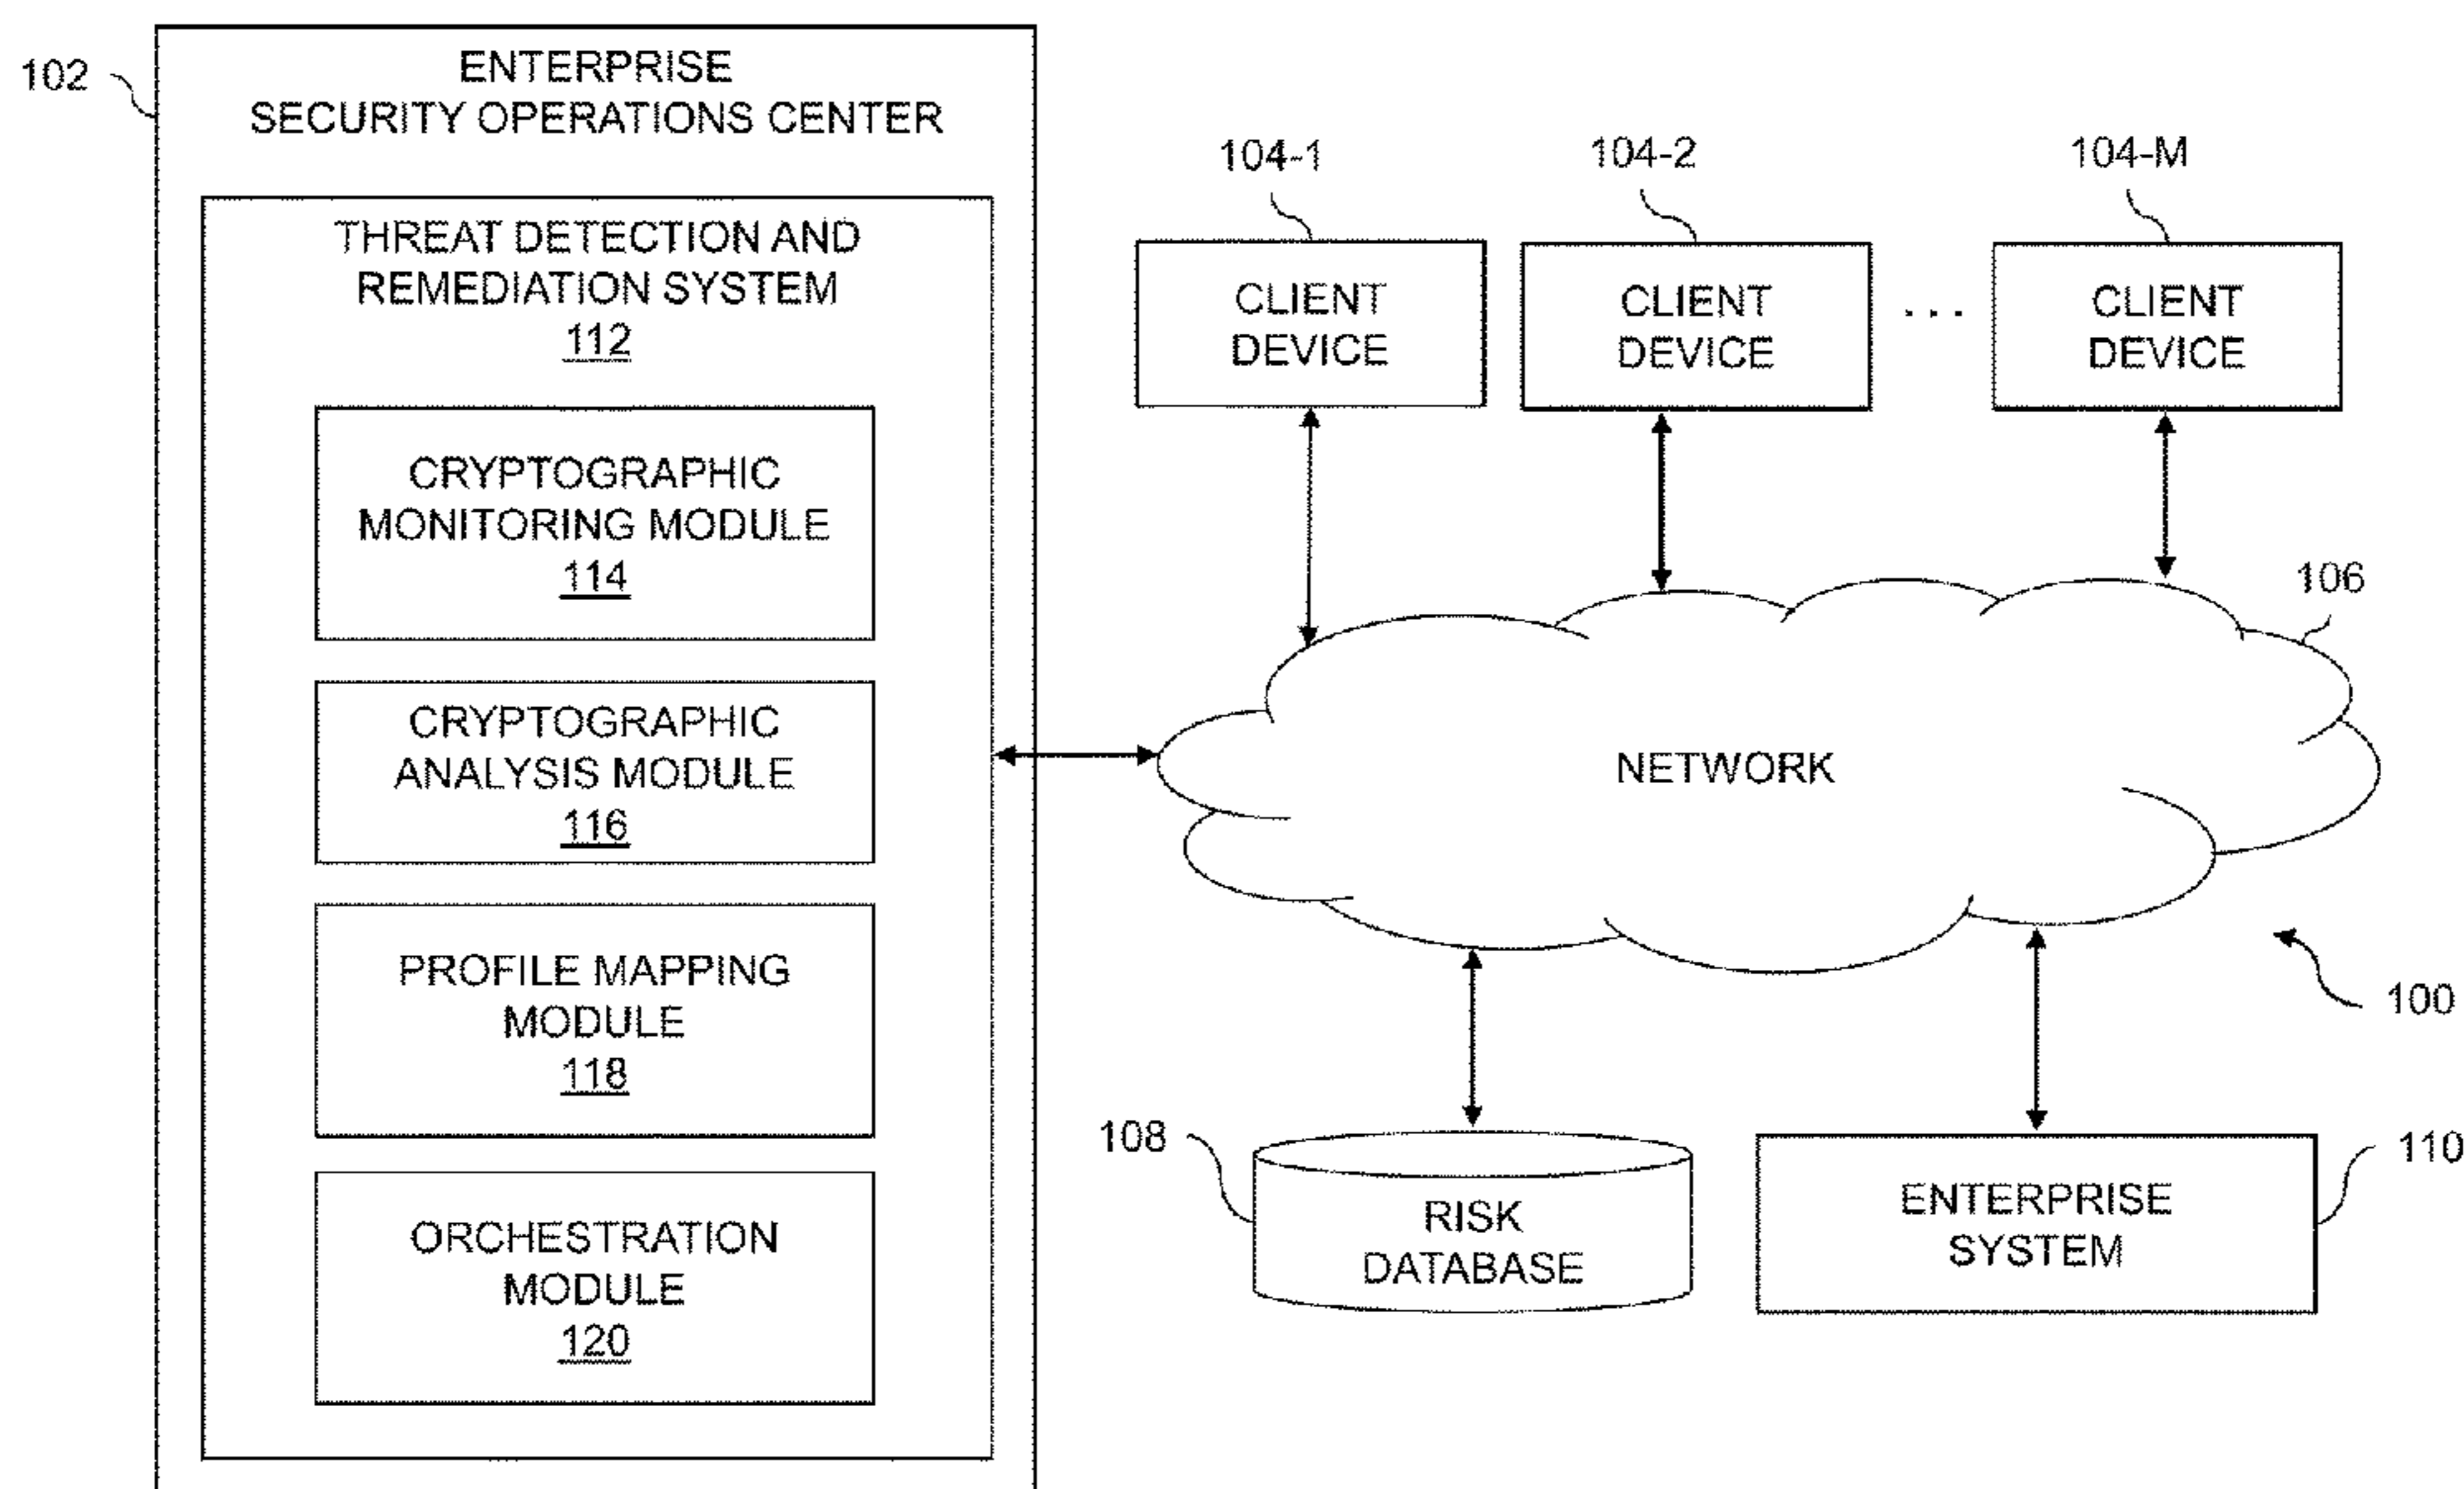 102
ENTERPRISE
SECURITY OPERATIONS CENTER
THREAT DETECTION AND
REMEDIATION SYSTEM
112
CRYPTOGRAPHIC
MONITORING MODULE
114
CRYPTOGRAPHIC
ANALYSIS MODULE
116
PROFILE MAPPING
MODULE
118
ORCHESTRATION
MODULE
120
104-1
CLIENT
DEVICE
104-2
CLIENT
DEVICE
. . .
104-M
CLIENT
DEVICE
106
NETWORK
100
108
RISK
DATABASE
110
ENTERPRISE
SYSTEM